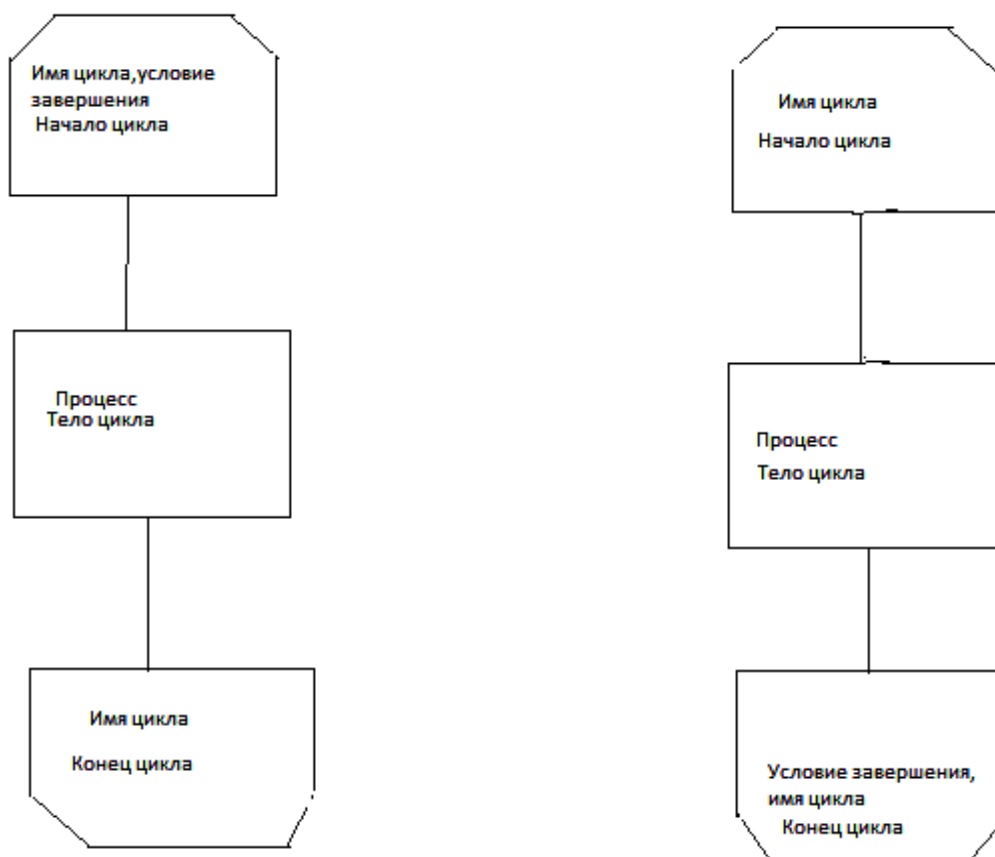 Имя цикла,условие
завершения
Начало цикла
Процесс
Тело цикла
Имя цикла
Конец цикла
Имя цикла
Начало цикла
Процесс
Тело цикла
Условие завершения,
имя цикла
Конец цикла